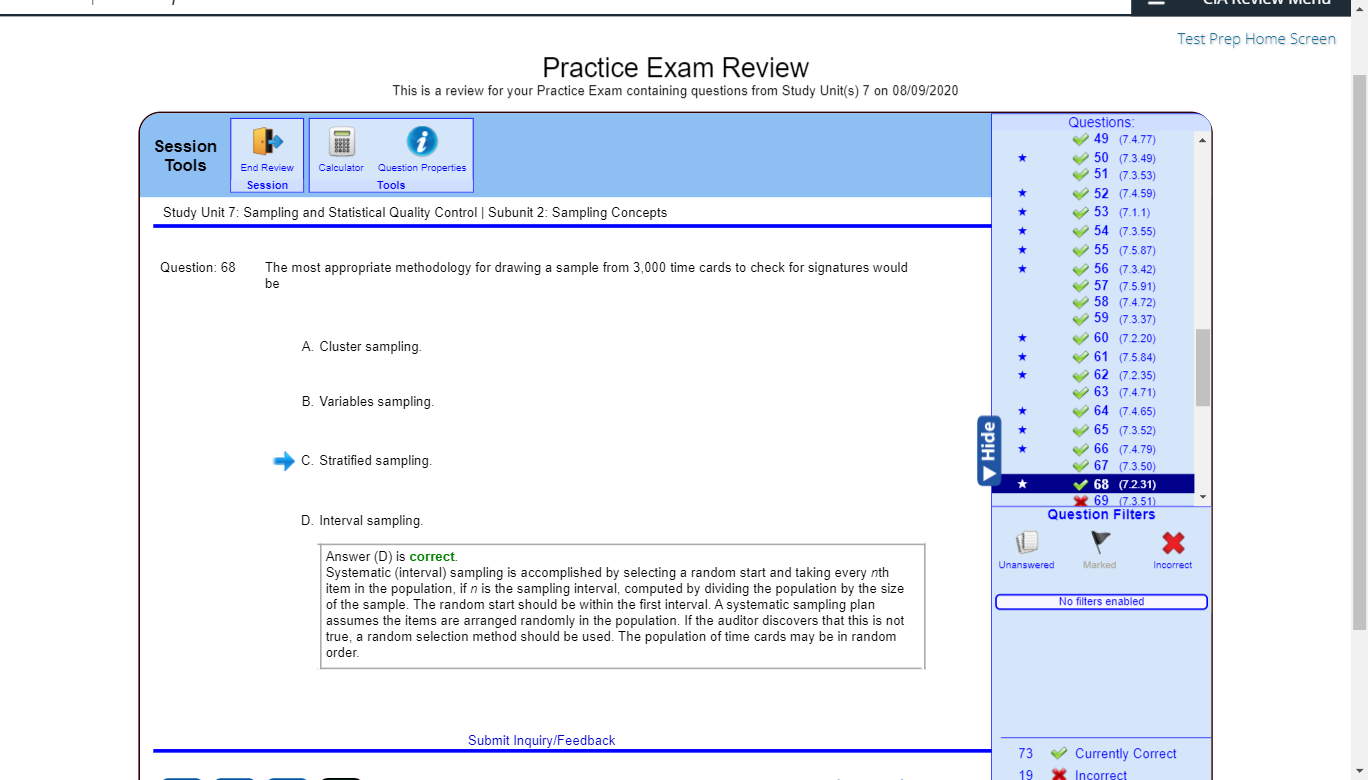 CIA Review Menu
Test Prep Home Screen
Practice Exam Review
This is a review for your Practice Exam containing questions from Study Unit(s) 7 on 08/09/2020
Session
Tools
End Review
Session
Calculator
Question Properties
Tools
Study Unit 7: Sampling and Statistical Quality Control | Subunit 2: Sampling Concepts
Question: 68
The most appropriate methodology for drawing a sample from 3,000 time cards to check for signatures would
be
A. Cluster sampling.
B. Variables sampling.
C. Stratified sampling.
D. Interval sampling.
Answer (D) is correct.
Systematic (interval) sampling is accomplished by selecting a random start and taking every nth
item in the population, if n is the sampling interval, computed by dividing the population by the size
of the sample. The random start should be within the first interval. A systematic sampling plan
assumes the items are arranged randomly in the population. If the auditor discovers that this is not
true, a random selection method should be used. The population of time cards may be in random
order.
Submit Inquiry/Feedback
Questions:
49 (7.4.77)
50 (7.3.49)
51 (7.3.53)
52 (7.4.59)
53 (7.1.1)
54 (7.3.55)
55 (7.5.87)
56 (7.3.42)
57 (7.5.91)
58 (7.4.72)
59 (7.3.37)
60 (7.2.20)
61 (7.5.84)
62 (7.2.35)
63 (7.4.71)
64 (7.4.65)
65 (7.3.52)
66 (7.4.79)
67 (7.3.50)
68 (7.2.31)
69 (7.3.51)
Hide
Question Filters
Unanswered
Marked
Incorrect
No filters enabled
73 Currently Correct
19 Incorrect